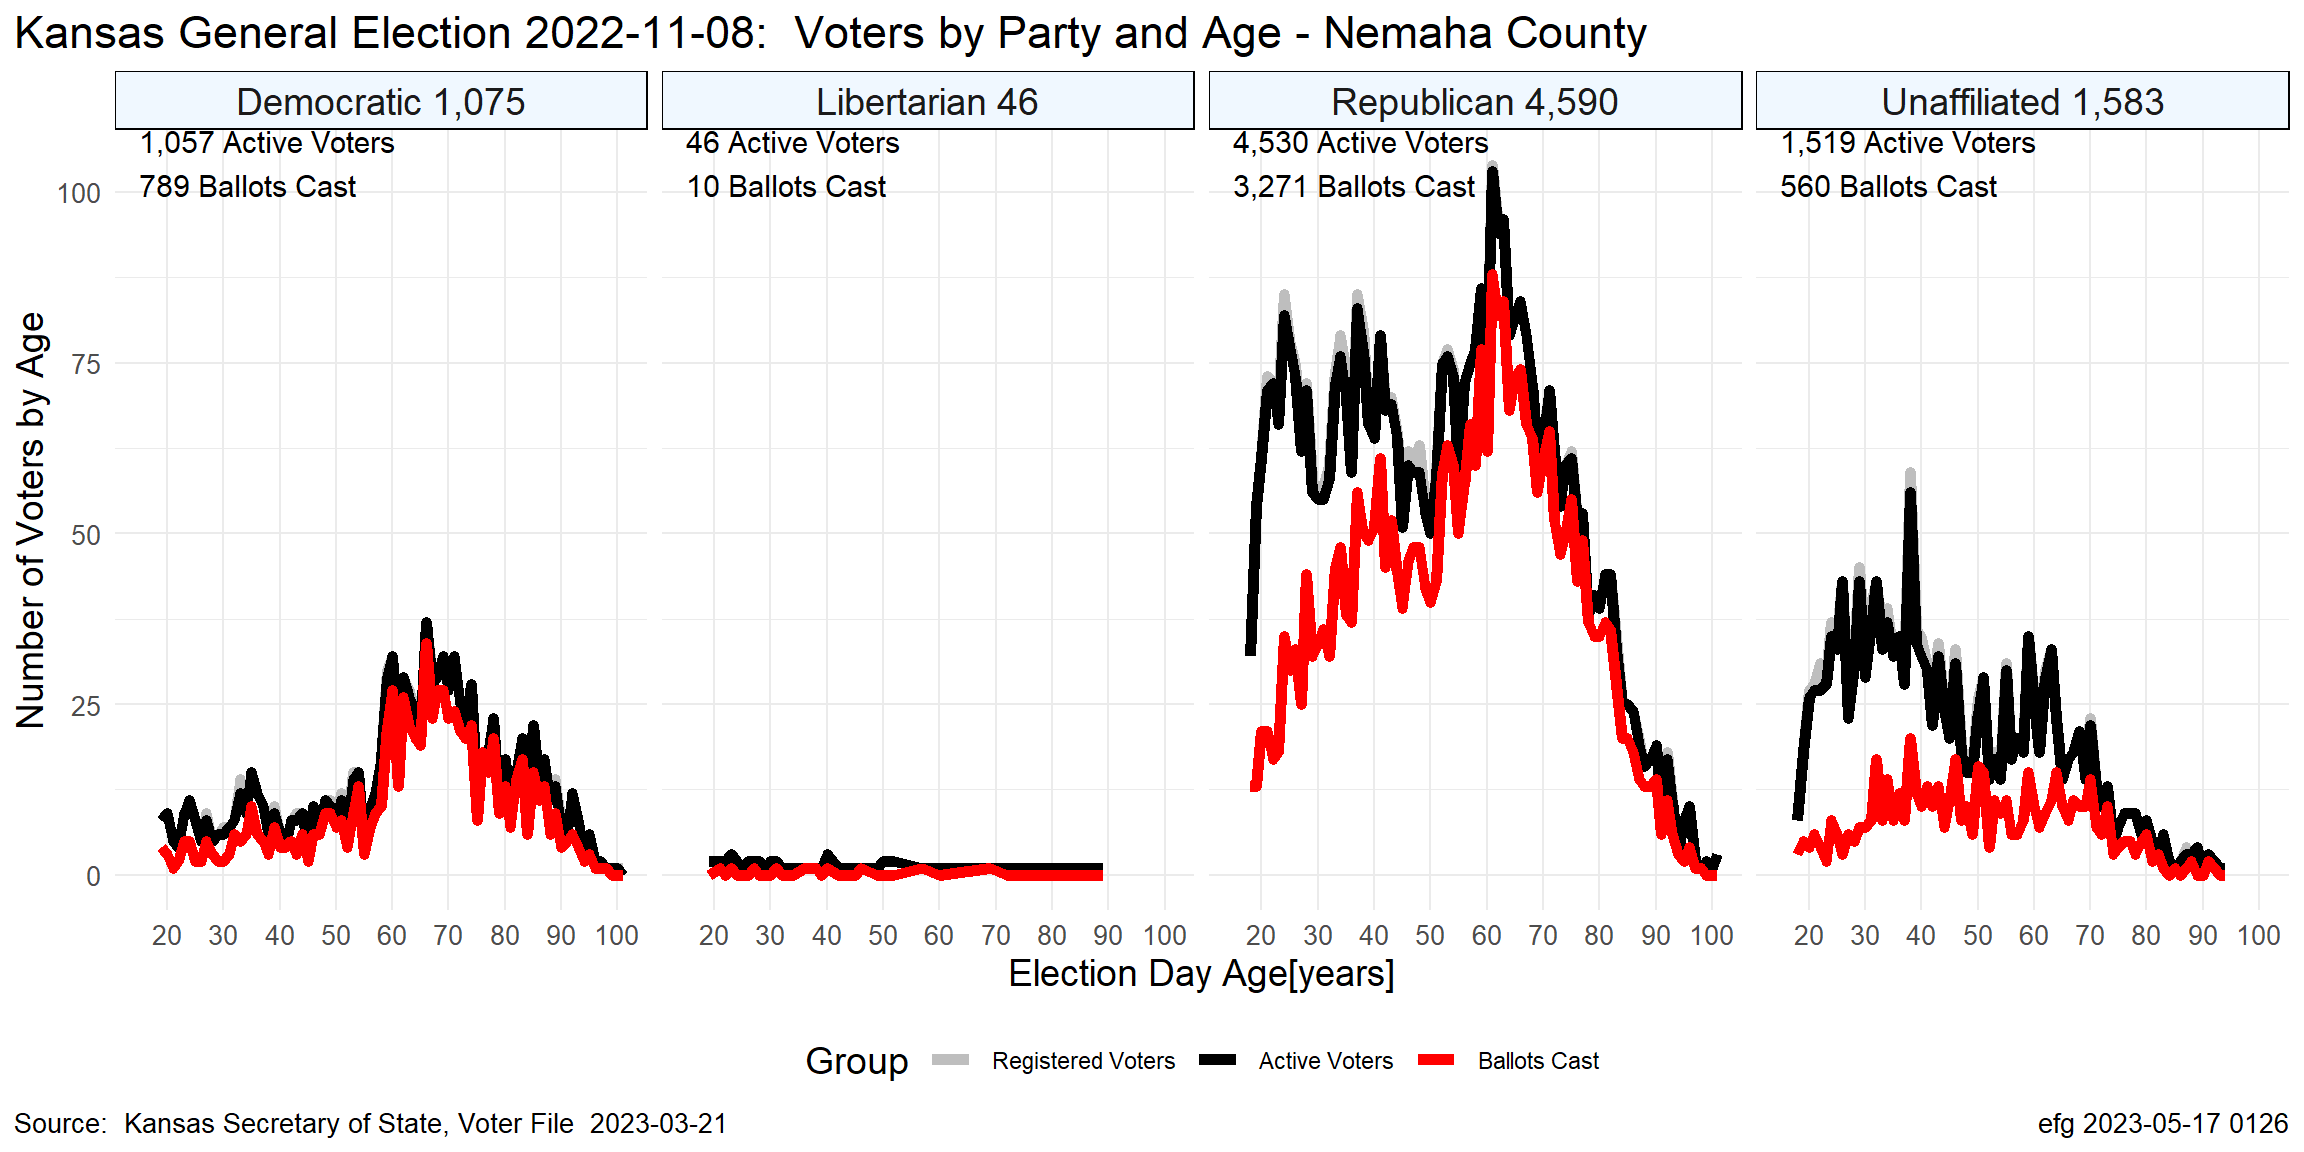 Kansas General Election 2022-11-08:  Voters by Party and Age - Nemaha County
Democratic 1,075
Libertarian 46
Republican 4,590
Unaffiliated 1,583
1,057 Active Voters
789 Ballots Cast
46 Active Voters
10 Ballots Cast
4,530 Active Voters
3,271 Ballots Cast
1,519 Active Voters
560 Ballots Cast
Number of Voters by Age
100
75
50
25
0
20 30 40 50 60 70 80 90 100
20 30 40 50 60 70 80 90 100
20 30 40 50 60 70 80 90 100
20 30 40 50 60 70 80 90 100
Election Day Age[years]
Group Registered Voters Active Voters Ballots Cast
Source:  Kansas Secretary of State, Voter File  2023-03-21
efg 2023-05-17 0126